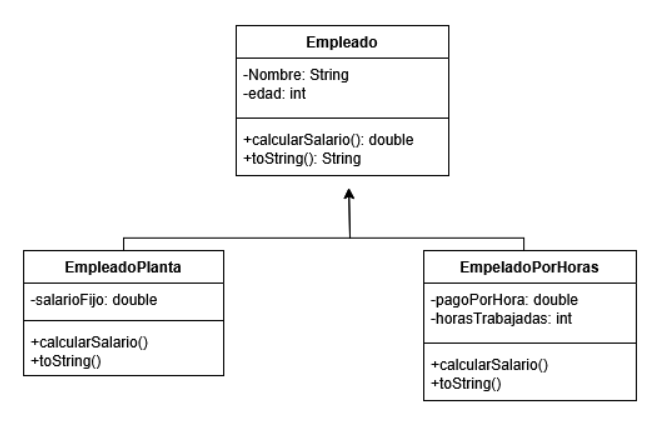 Empleado
-Nombre: String
-edad: int
+calcularSalario(): double
+toString(): String
EmpleadoPlanta
-salarioFijo: double
+calcularSalario()
+toString()
EmpeladoPorHoras
-pagoPorHora: double
-horasTrabajadas: int
+calcularSalario()
+toString()